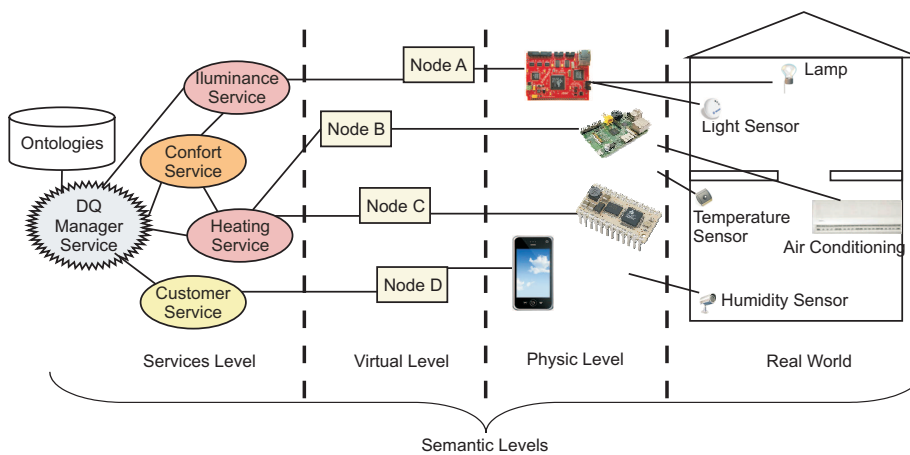 Iluminance
Service
Node A
Lamp
Light Sensor
Ontologies
Node B
Confort
Service
DQ
Manager
Service
Heating
Service
Node C
Temperature
Sensor
Air Conditioning
Customer
Service
Node D
Humidity Sensor
Services Level
Virtual Level
Physic Level
Real World
Semantic Levels